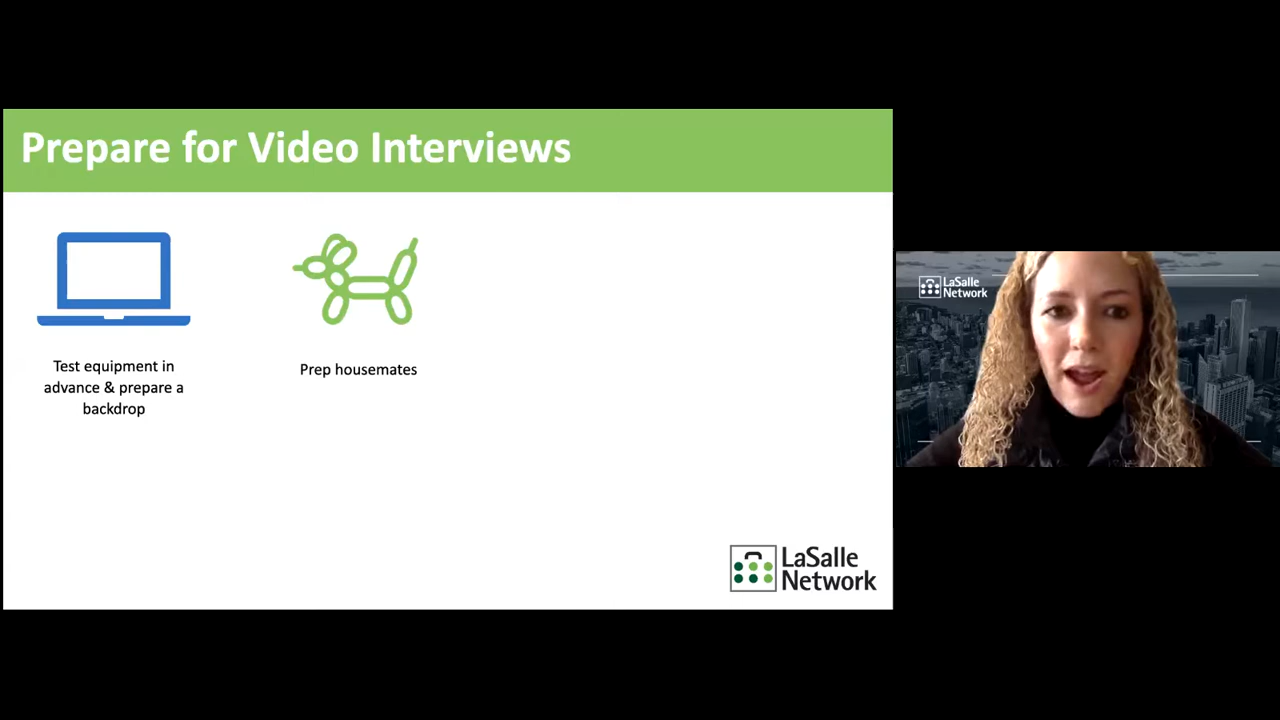 Prepare for Video Interviews
Test equipment in
advance & prepare a
backdrop
Prep housemates
LaSalle
Network
LaSalle
Network